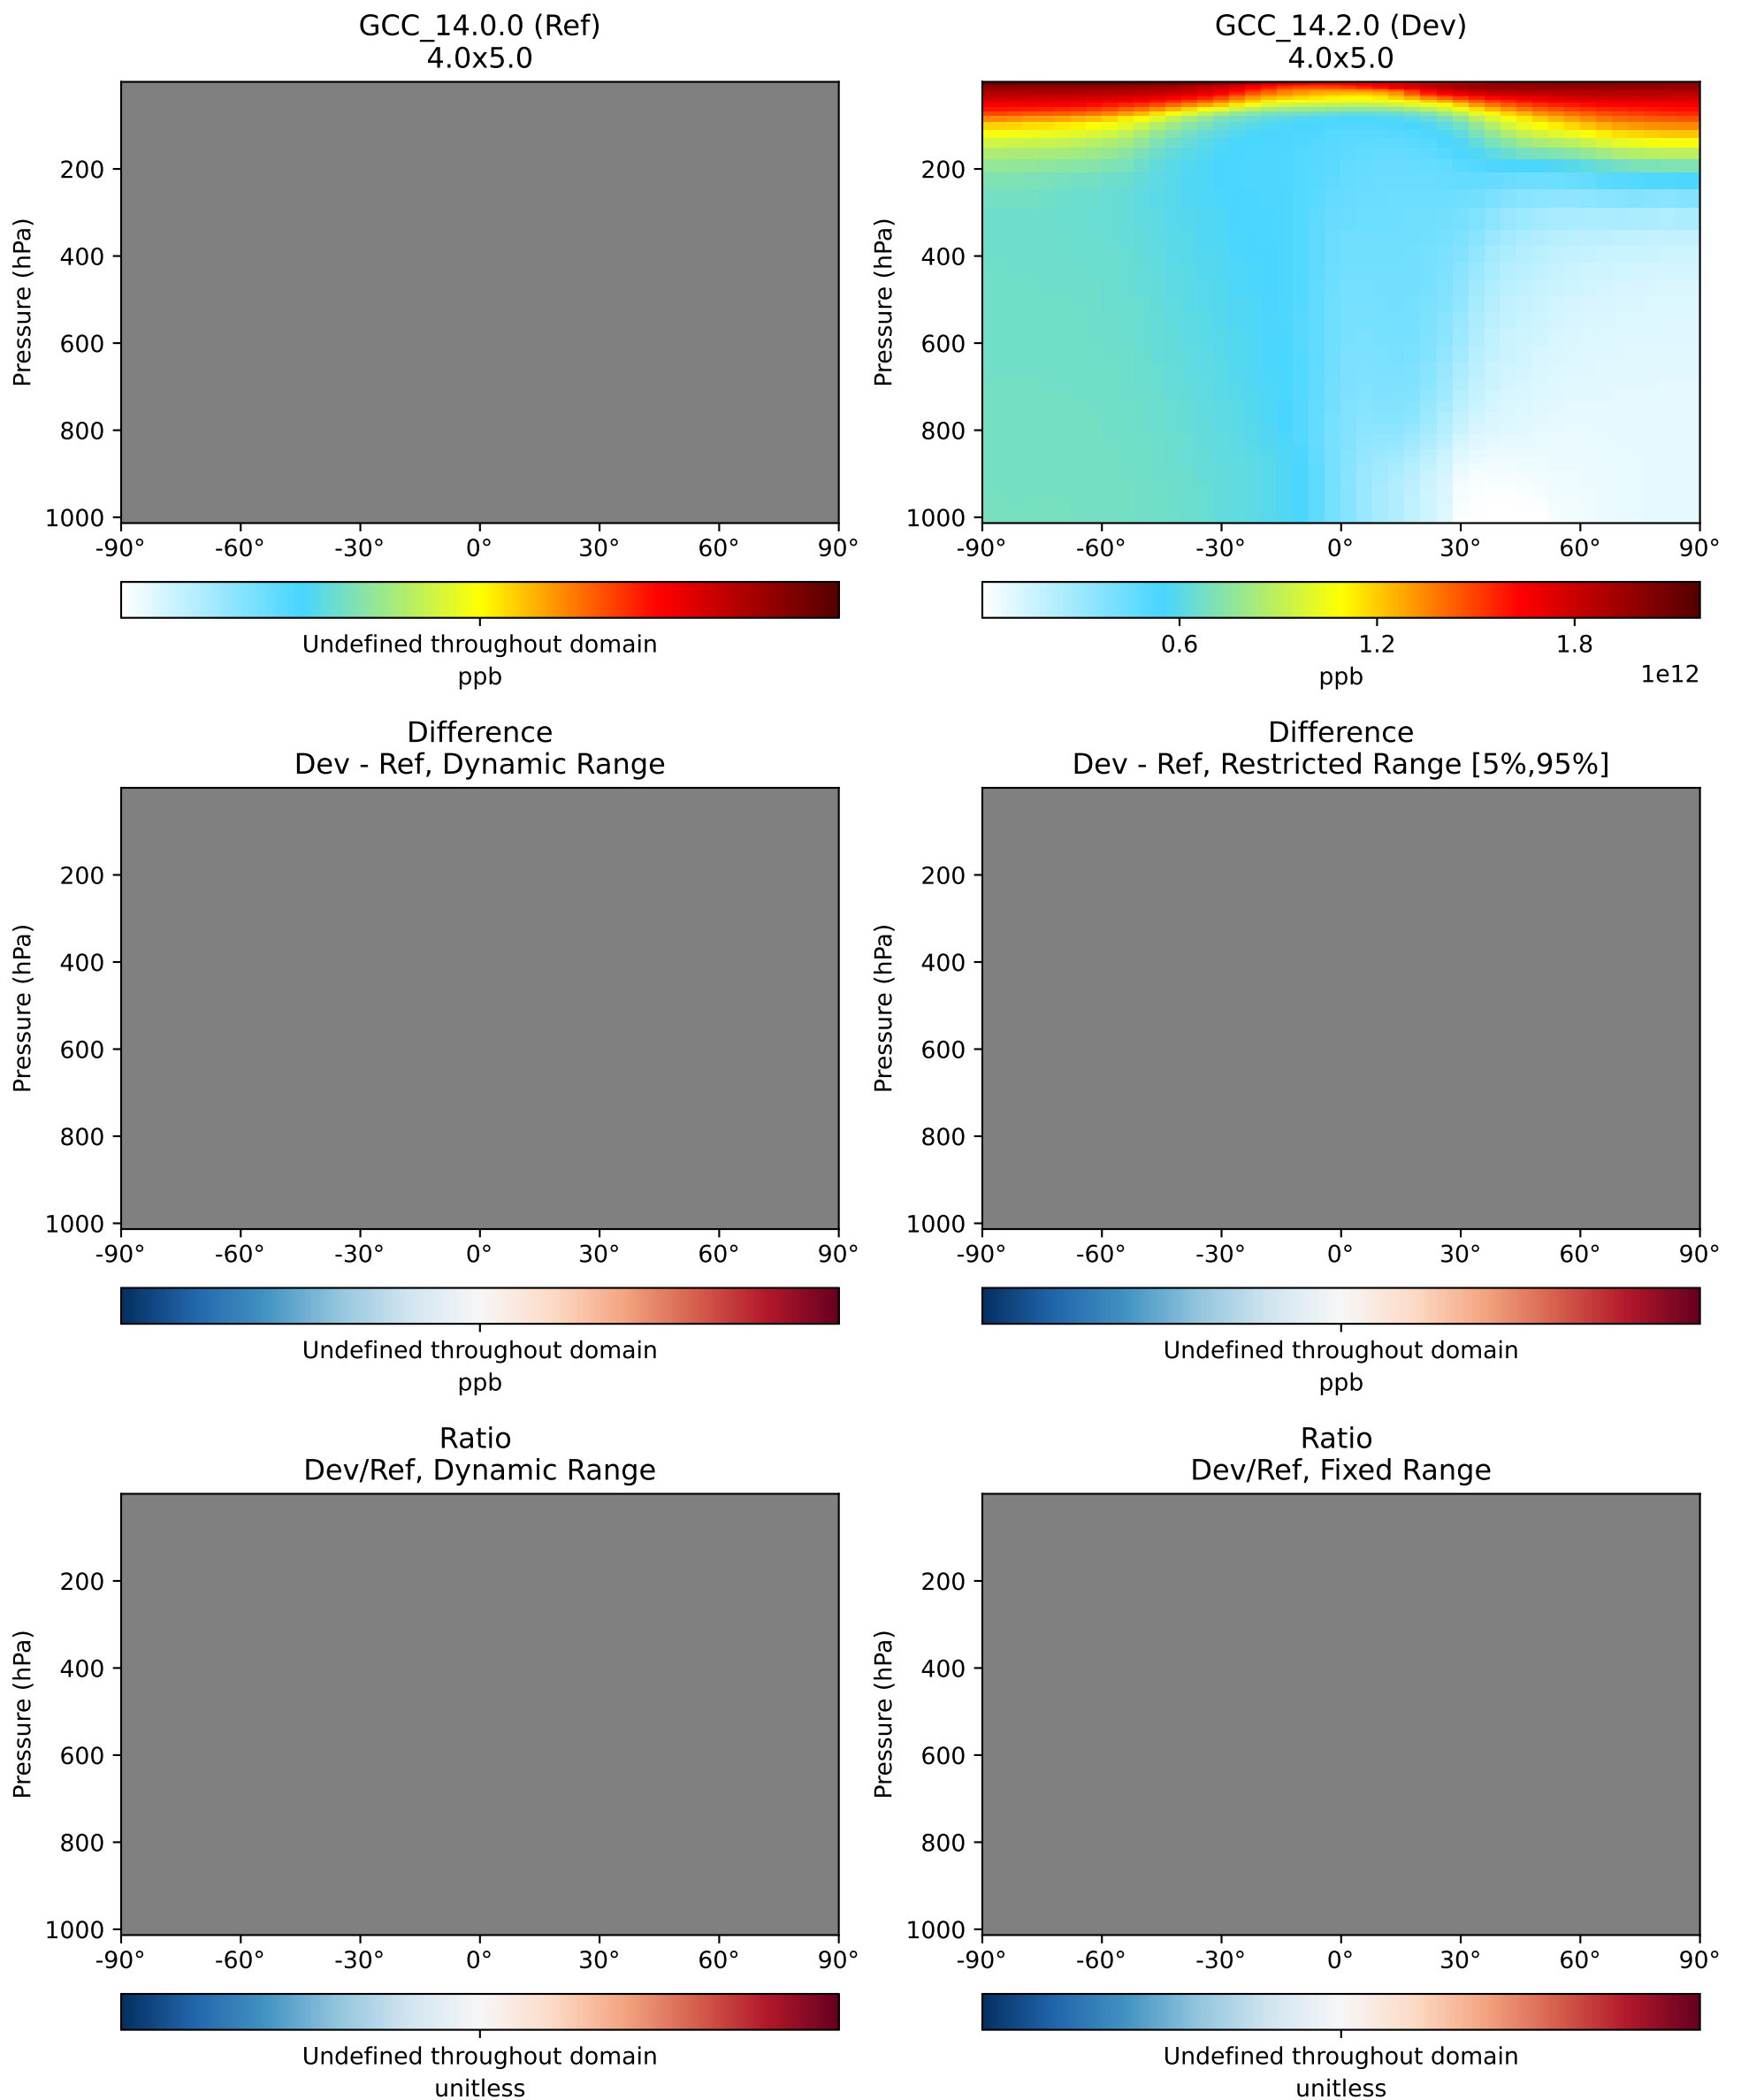 GCC_14.0.0 (Ref)
4.0x5.0
Pressure (hPa)
200
400
600
800
1000
-90° -60° -30° 0° 30° 60° 90°
Undefined throughout domain
ppb
GCC_14.2.0 (Dev)
4.0x5.0
Pressure (hPa)
200
400
600
800
1000
-90° -60° -30° 0° 30° 60° 90°
0.6 1.2 1.8
ppb
1e12
Difference
Dev - Ref, Dynamic Range
Pressure (hPa)
200
400
600
800
1000
-90° -60° -30° 0° 30° 60° 90°
Undefined throughout domain
ppb
Difference
Dev - Ref, Restricted Range [5%,95%]
Pressure (hPa)
200
400
600
800
1000
-90° -60° -30° 0° 30° 60° 90°
Undefined throughout domain
ppb
Ratio
Dev/Ref, Dynamic Range
Pressure (hPa)
200
400
600
800
1000
-90° -60° -30° 0° 30° 60° 90°
Undefined throughout domain
unitless
Ratio
Dev/Ref, Fixed Range
Pressure (hPa)
200
400
600
800
1000
-90° -60° -30° 0° 30° 60° 90°
Undefined throughout domain
unitless